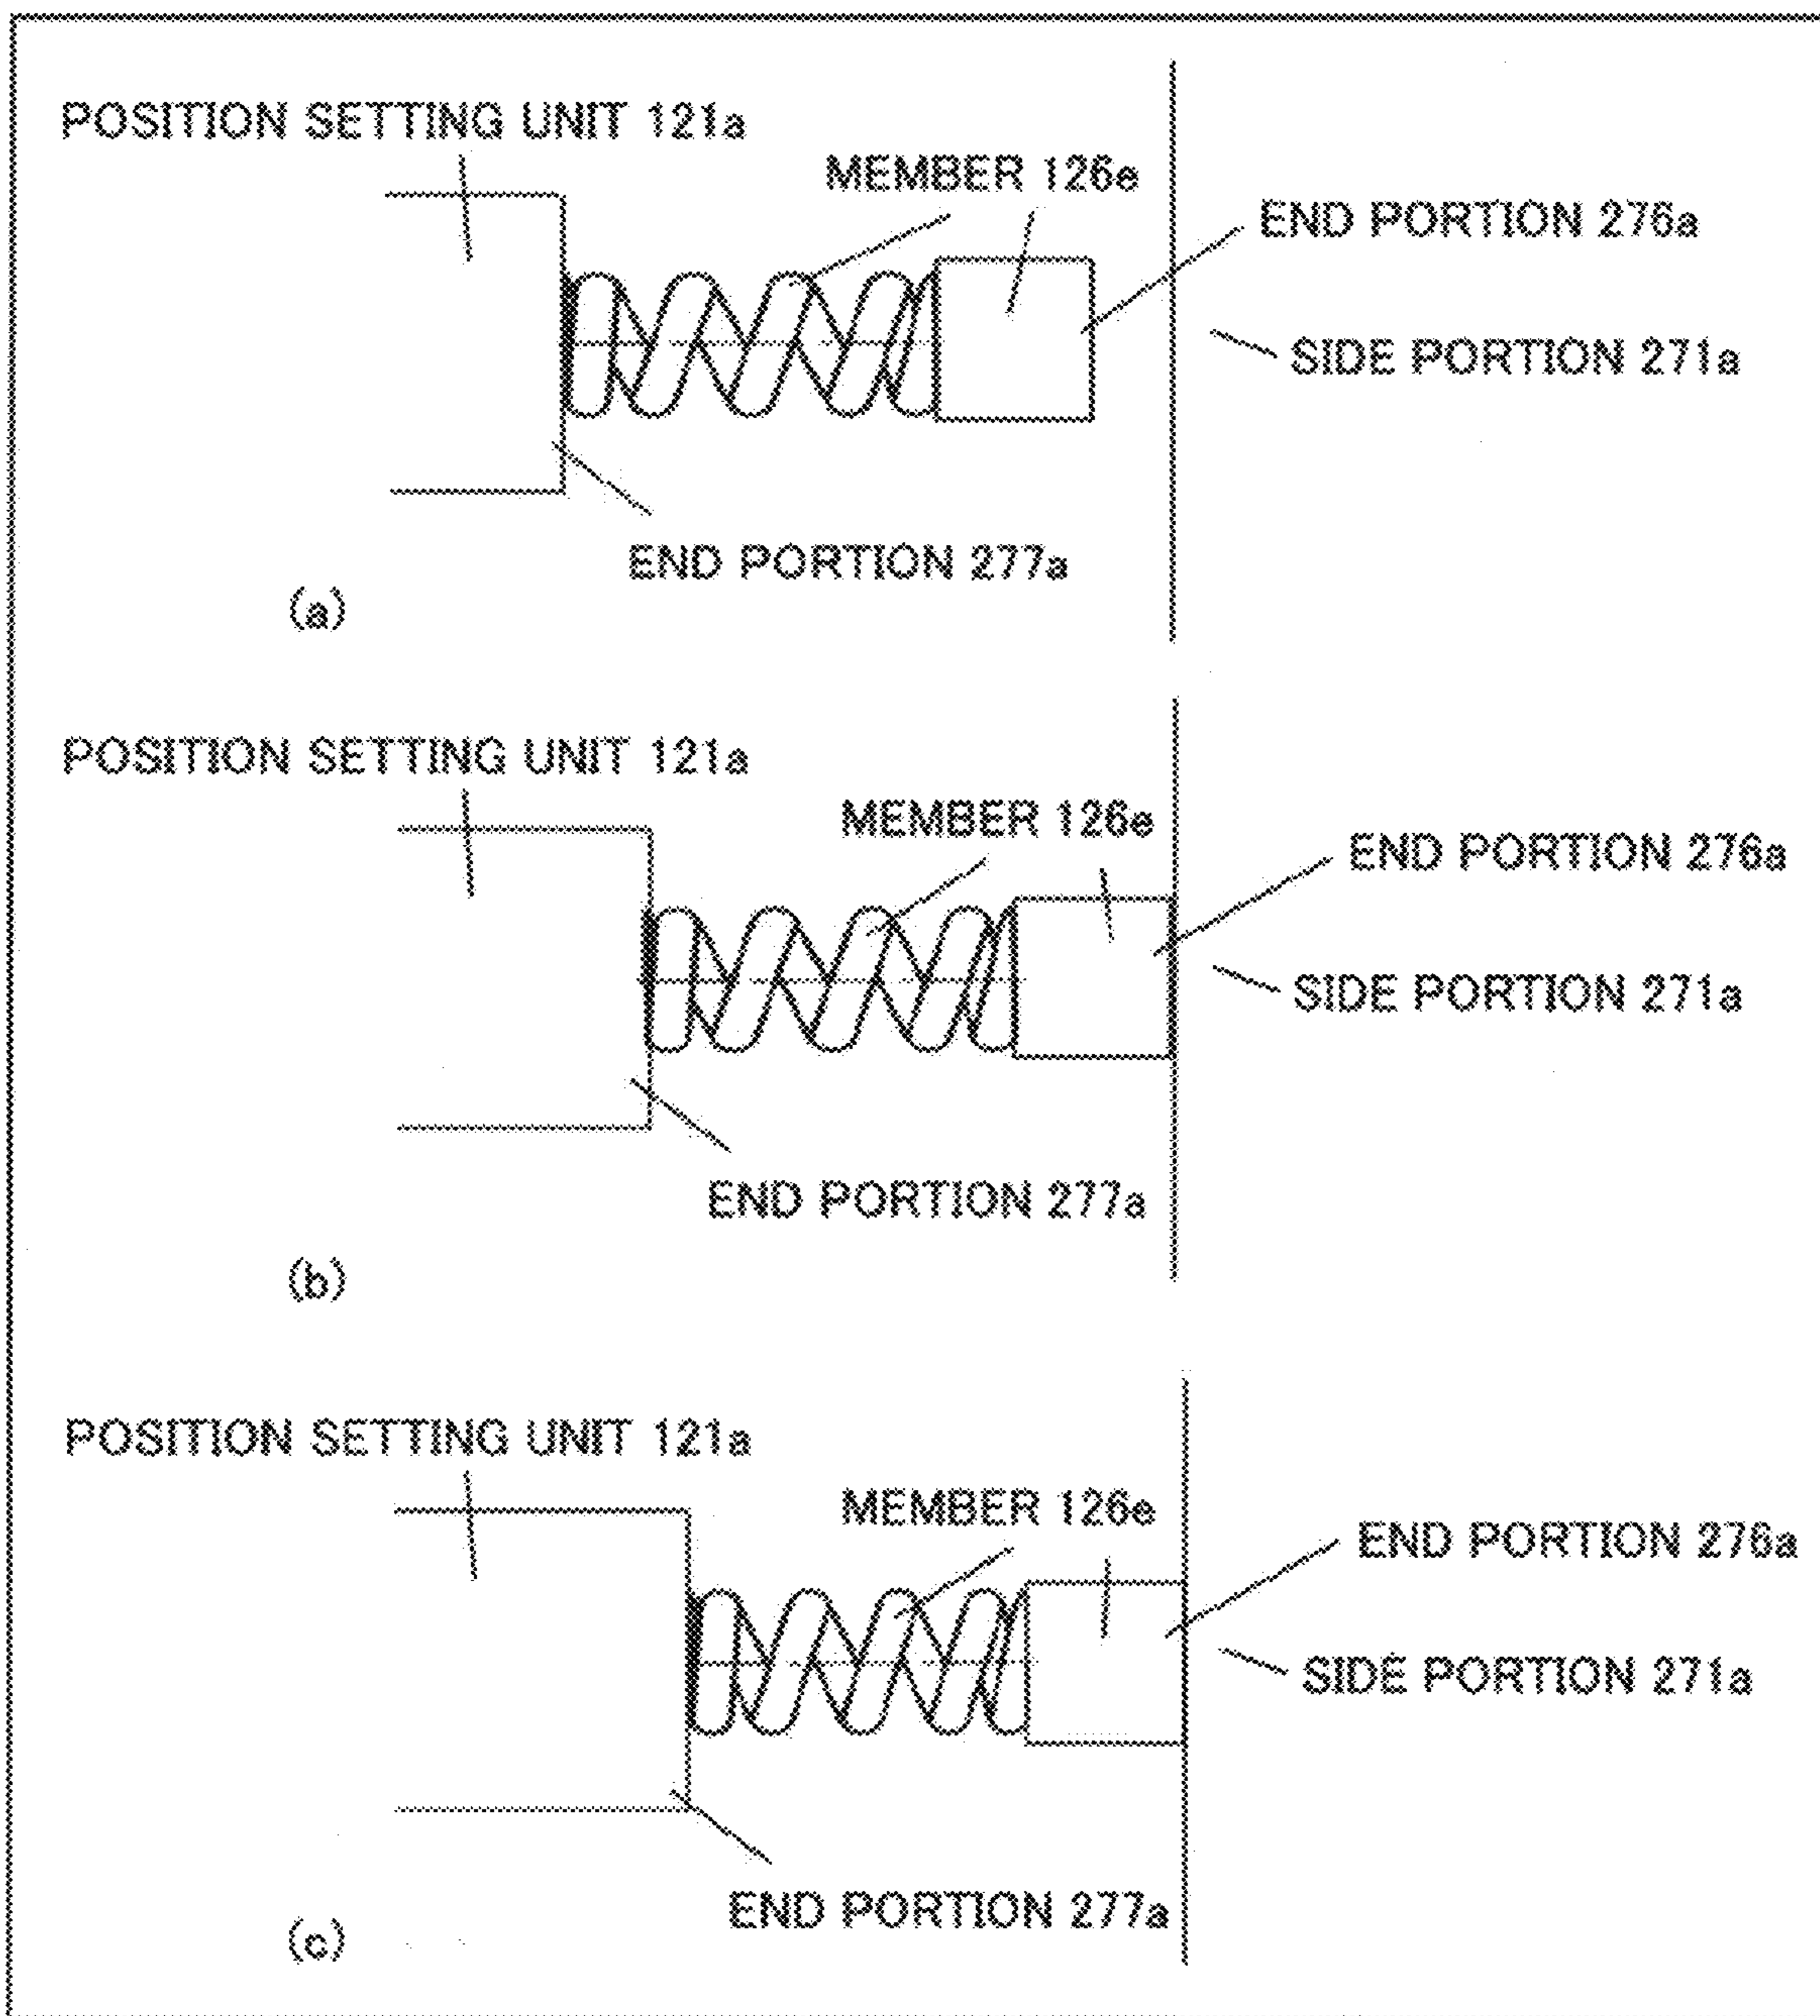 POSITION SETTING UNIT 121a
MEMBER 126e
END PORTION 276a
SIDE PORTION 271a
END PORTION 277a
(a)
POSITION SETTING UNIT 121a
MEMBER 126e
END PORTION 276a
SIDE PORTION 271a
END PORTION 277a
(b)
POSITION SETTING UNIT 121a
MEMBER 126e
END PORTION 276a
SIDE PORTION 271a
END PORTION 277a
(c)